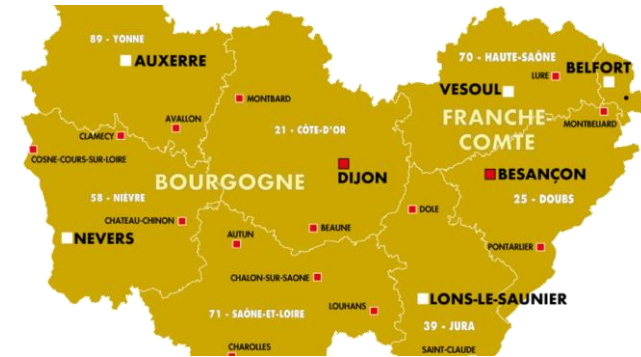 89 - YONNE
AUXERRE
70 - HAUTE-SAÔNE
LURE
BELFORT
VESOUL
MONTBARD
AVALLON
CLAMECY
21 - CÔTE-D'OR
FRANCHE-
COMTE
MONTBELIARD
COSNE-COURS-SUR-LOIRE
BOURGOGNE
DIJON
BESANÇON
58 - NIÈVRE
25 - DOUBS
CHATEAU-CHINON
DOLE
NEVERS
AUTUN
BEAUNE
PONTARLIER
CHALON-SUR-SAONE
LONS-LE-SAUNIER
71 - SAÔNE-ET-LOIRE
LOUHANS
39 - JURA
CHAROLLES
SAINT-CLAUDE